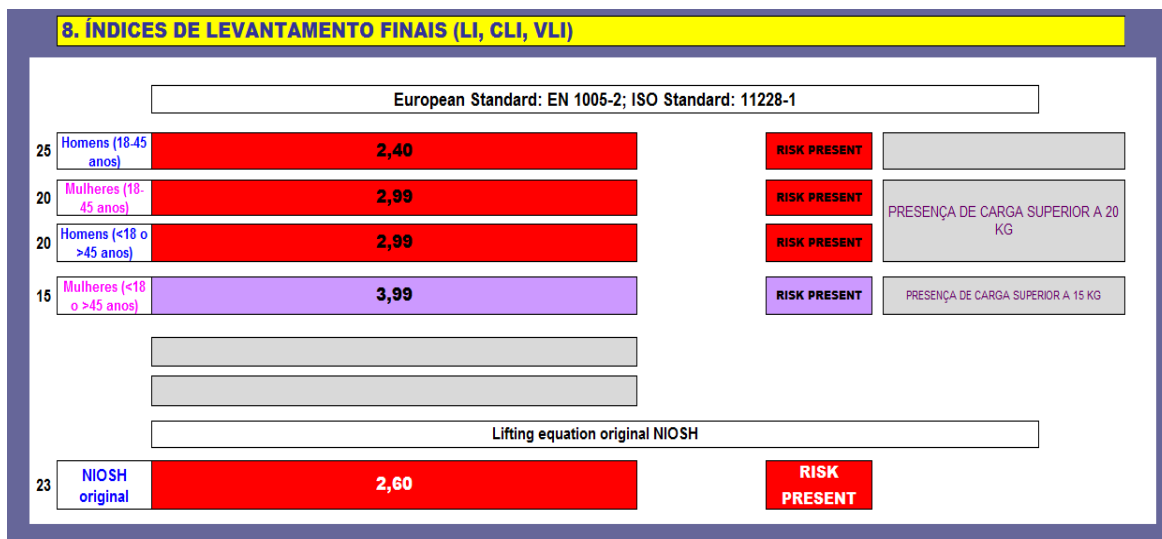 8. ÍNDICES DE LEVANTAMENTO FINAIS (LI, CLI, VLI)
European Standard: EN 1005-2; ISO Standard: 11228-1
25 Homens (18-45 anos) 2,40 RISK PRESENT
20 Mulheres (18-45 anos) 2,99 RISK PRESENT
PRESENÇA DE CARGA SUPERIOR A 20 KG
20 Homens (<18 o >45 anos) 2,99 RISK PRESENT
15 Mulheres (<18 o >45 anos) 3,99 RISK PRESENT PRESENÇA DE CARGA SUPERIOR A 15 KG
Lifting equation original NIOSH
23 NIOSH original 2,60 RISK PRESENT